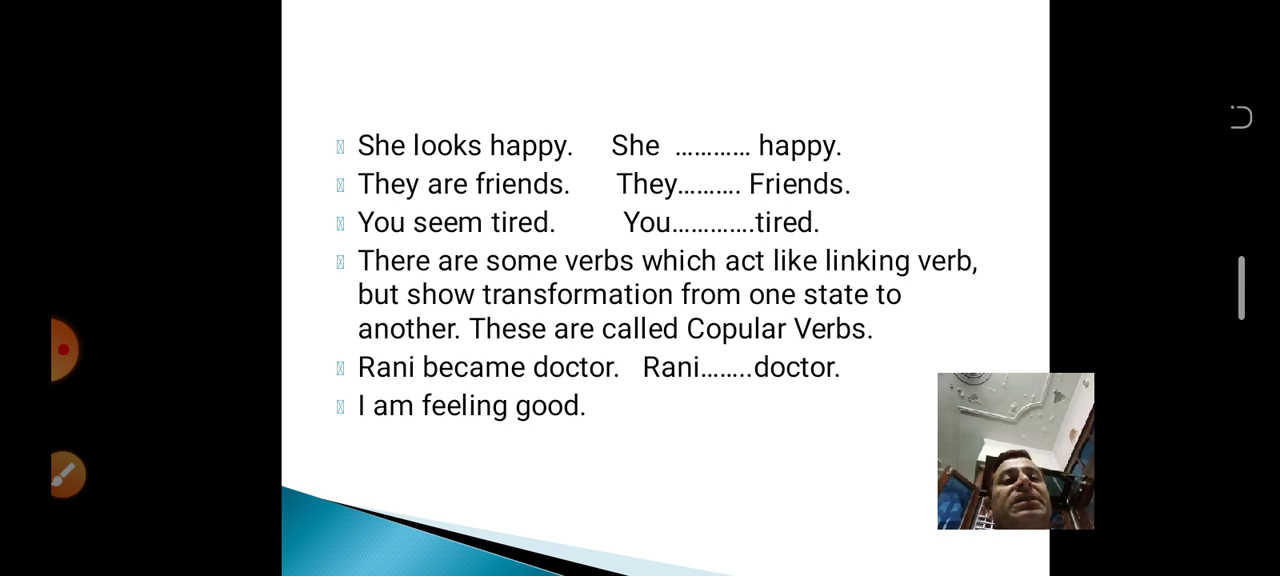 She looks happy. She ………… happy.
They are friends. They………. Friends.
You seem tired. You………….tired.
There are some verbs which act like linking verb,
but show transformation from one state to
another. These are called Copular Verbs.
Rani became doctor. Rani……..doctor.
I am feeling good.